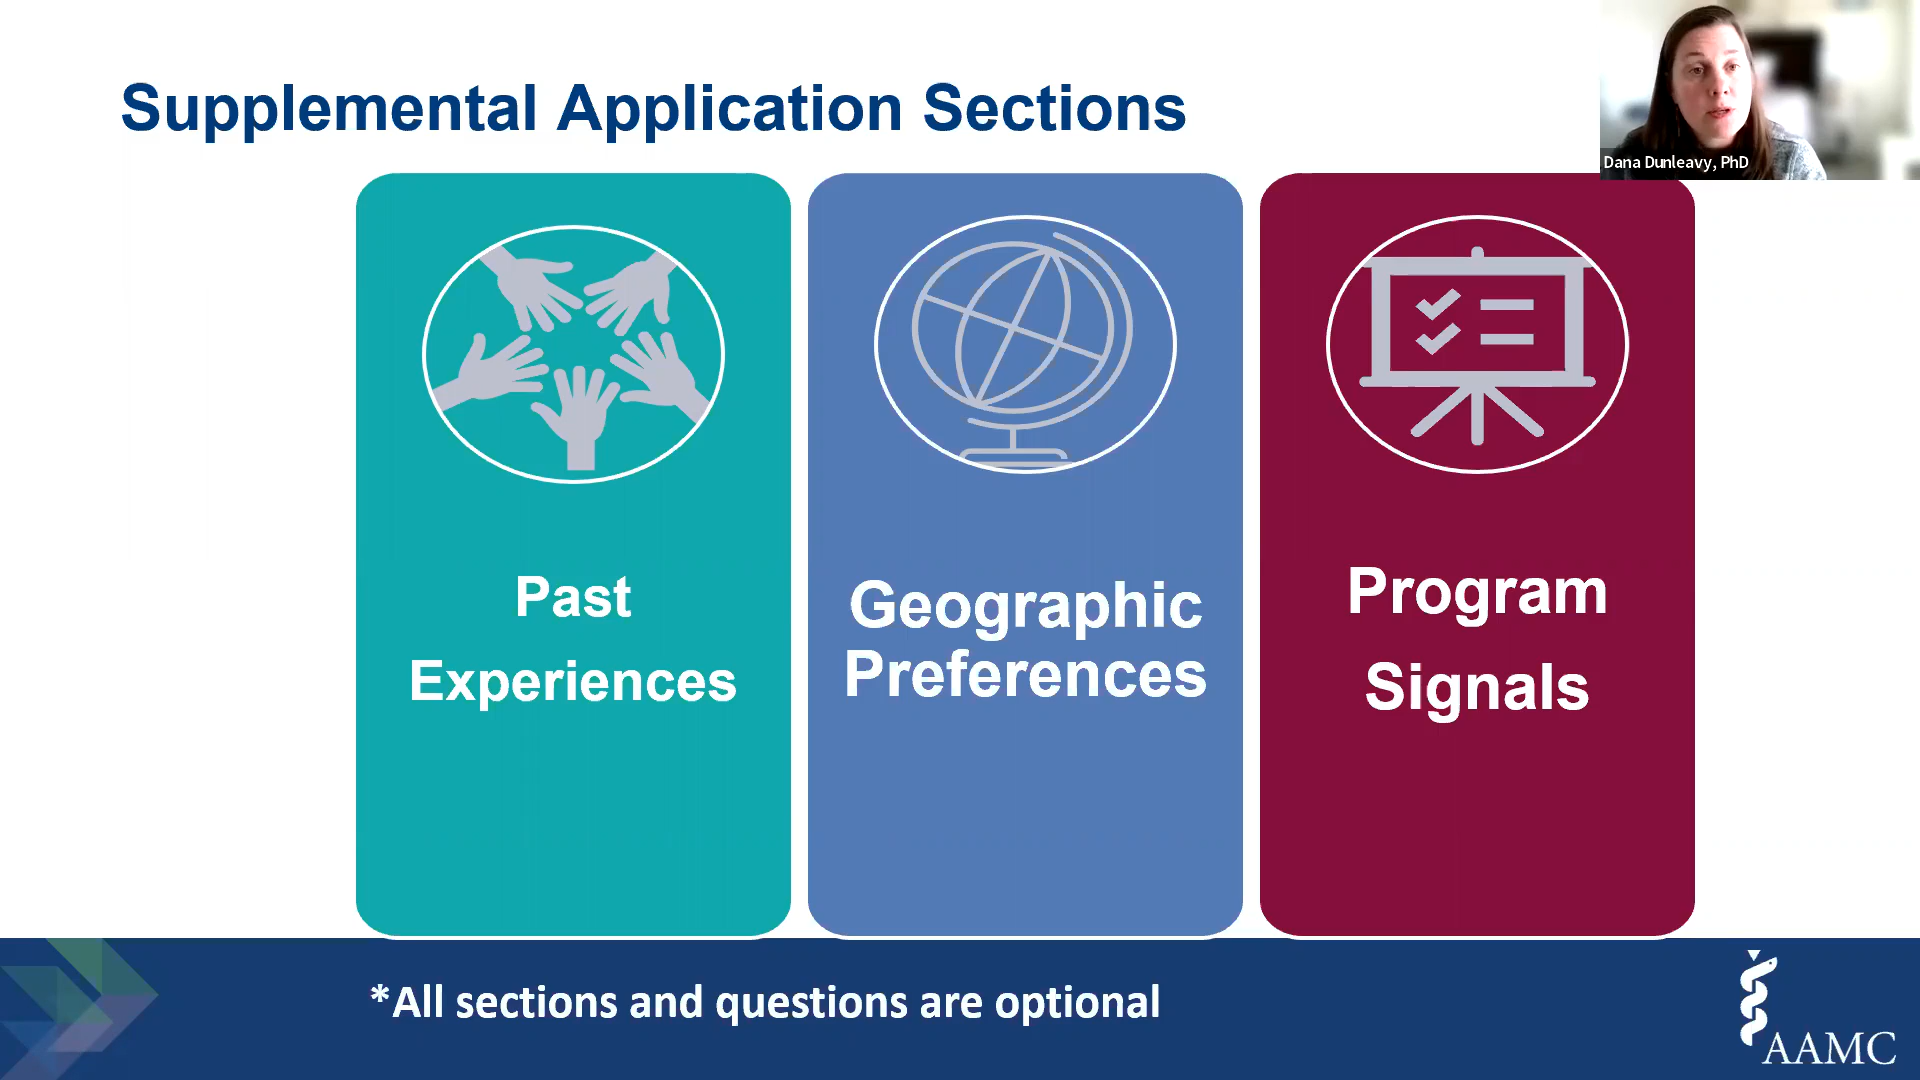 Supplemental Application Sections
Dana Dunleavy, PhD
Past
Experiences
Geographic
Preferences
Program
Signals
*All sections and questions are optional
AAMC